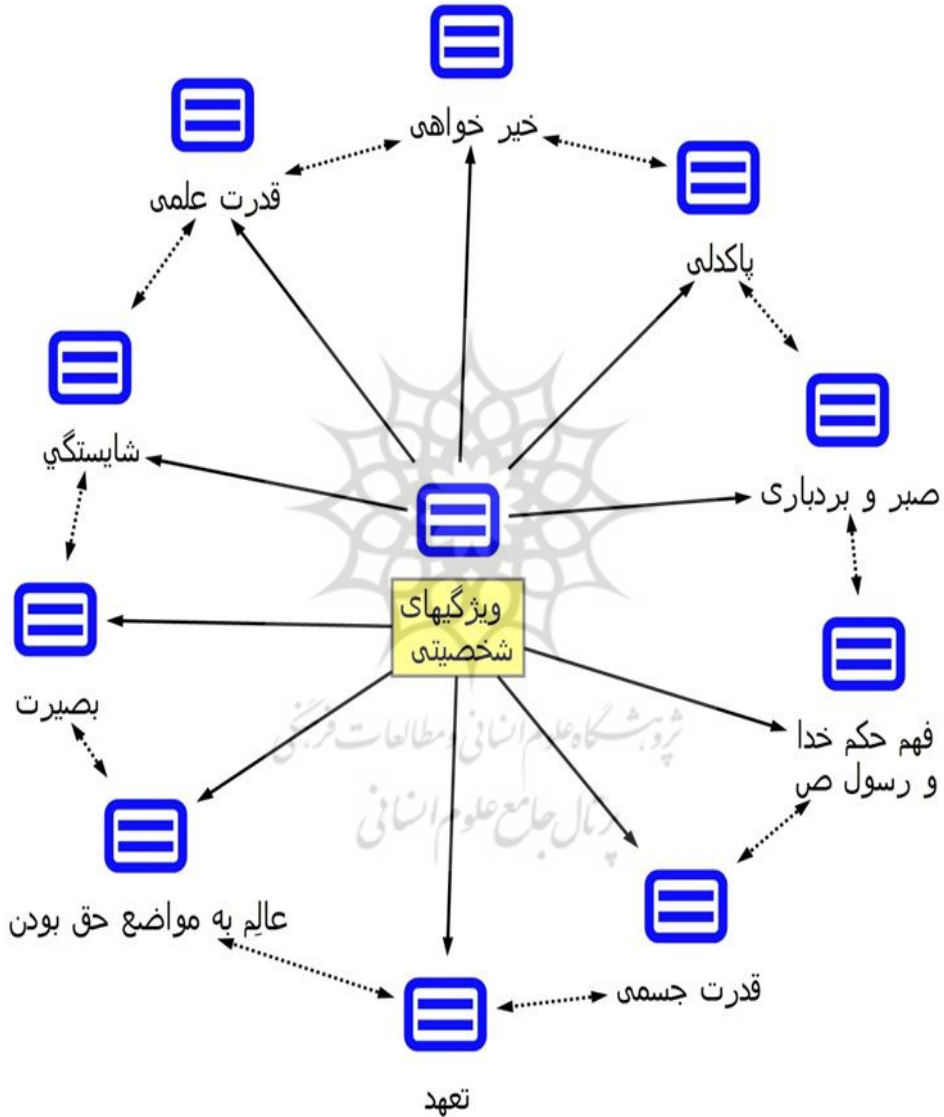 خیر خواهی
قدرت علمی
پاکدلی
شایستگي
صبر و بردباری
ویژگیهای
شخصیتی
بصیرت
فهم حکم خدا
و رسول ص
پژوهشگاه علوم انسانی و مطالعات فرهنگی
پرتال جامع علوم انسانی
عالِم به مواضع حق بودن
قدرت جسمی
تعهد